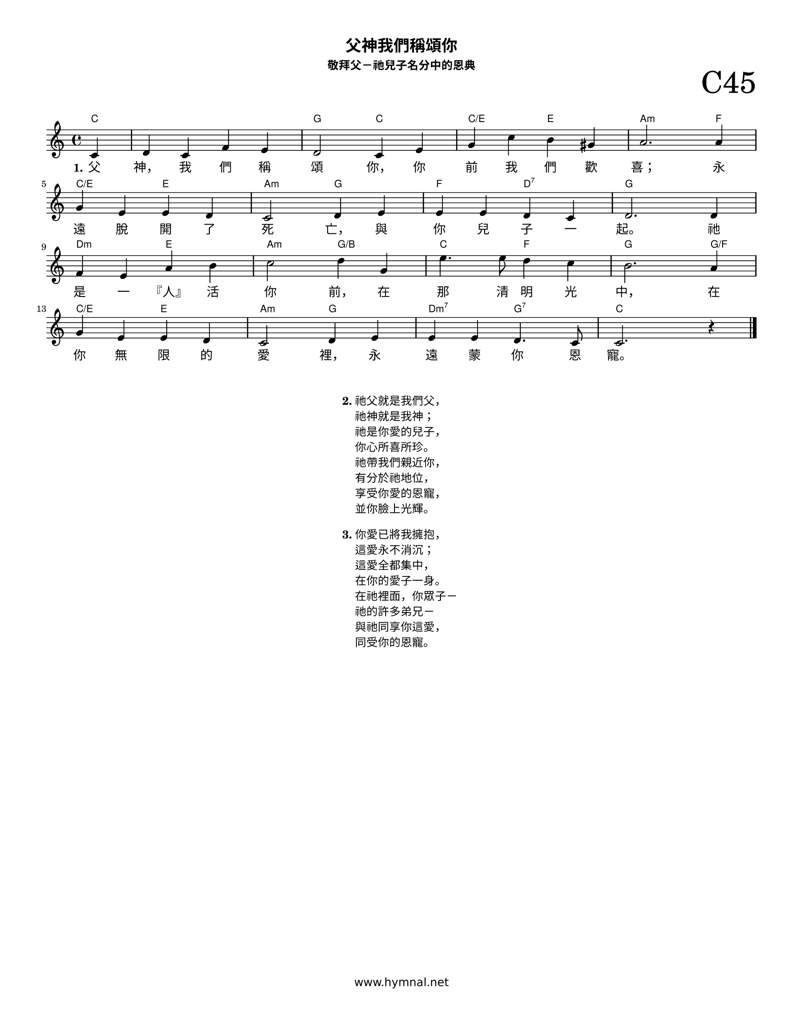 父神我們稱頌你
敬拜父－祂兒子名分中的恩典
C45
C G C C/E E Am F
1. 父 神， 我 們 稱 頌 你， 你 前 我 們 歡 喜； 永
5 C/E E Am G F D7 G
遠 脫 開 了 死 亡， 與 你 兒 子 一 起。 祂
9 Dm E Am G/B C F G G/F
是 一 『人』 活 你 前， 在 那 清 明 光 中， 在
13 C/E E Am G Dm7 G7 C
你 無 限 的 愛 裡， 永 遠 蒙 你 恩 寵。
2. 祂父就是我們父，
祂神就是我神；
祂是你愛的兒子，
你心所喜所珍。
祂帶我們親近你，
有分於祂地位，
享受你愛的恩寵，
並你臉上光輝。
3. 你愛已將我擁抱，
這愛永不消沉；
這愛全都集中，
在你的愛子一身。
在祂裡面，你眾子－
祂的許多弟兄－
與祂同享你這愛，
同受你的恩寵。
www.hymnal.net